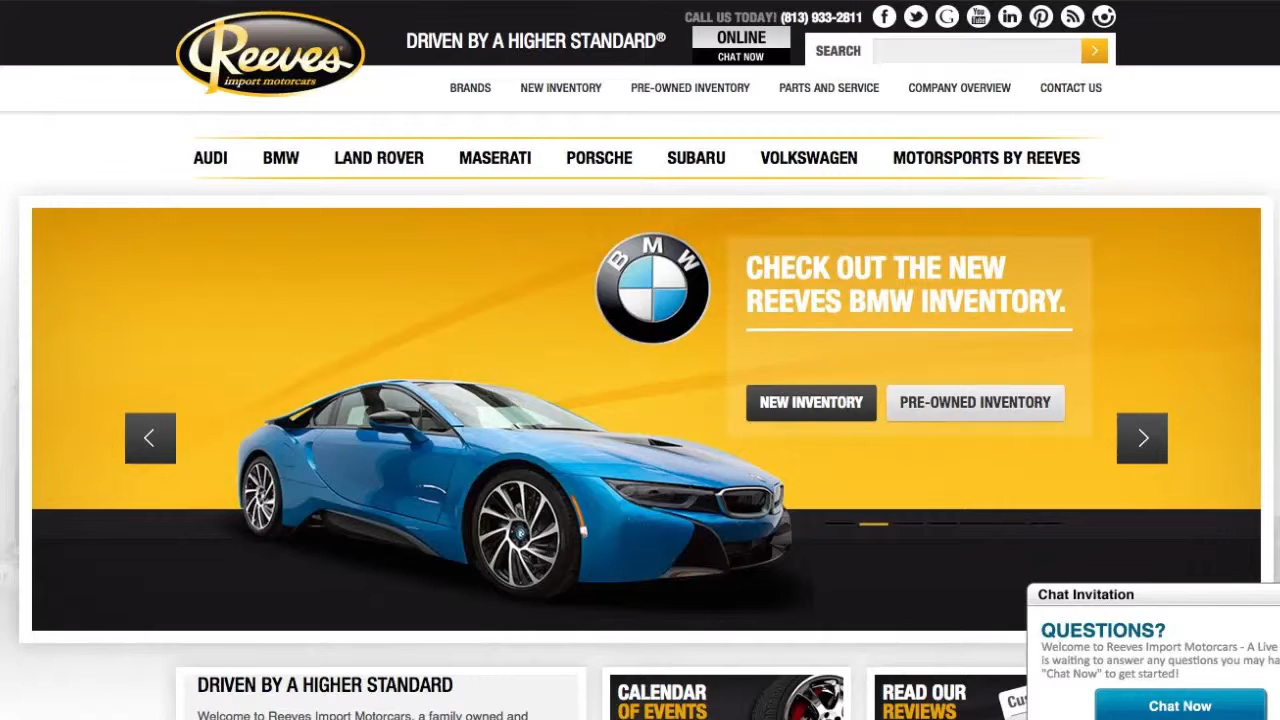 Reeves
import motorcars
DRIVEN BY A HIGHER STANDARD®
CALL US TODAY! (813) 933-2811
ONLINE
CHAT NOW
You
Tube
SEARCH
BRANDS NEW INVENTORY PRE-OWNED INVENTORY PARTS AND SERVICE COMPANY OVERVIEW CONTACT US
AUDI BMW LAND ROVER MASERATI PORSCHE SUBARU VOLKSWAGEN MOTORSPORTS BY REEVES
BMW
CHECK OUT THE NEW
REEVES BMW INVENTORY.
NEW INVENTORY PRE-OWNED INVENTORY
Chat Invitation
QUESTIONS?
Welcome to Reeves Import Motorcars - A Live
is waiting to answer any questions you may ha
"Chat Now" to get started!
Chat Now
DRIVEN BY A HIGHER STANDARD
Welcome to Reeves Import Motorcars, a family owned and
CALENDAR
OF EVENTS
READ OUR
REVIEWS